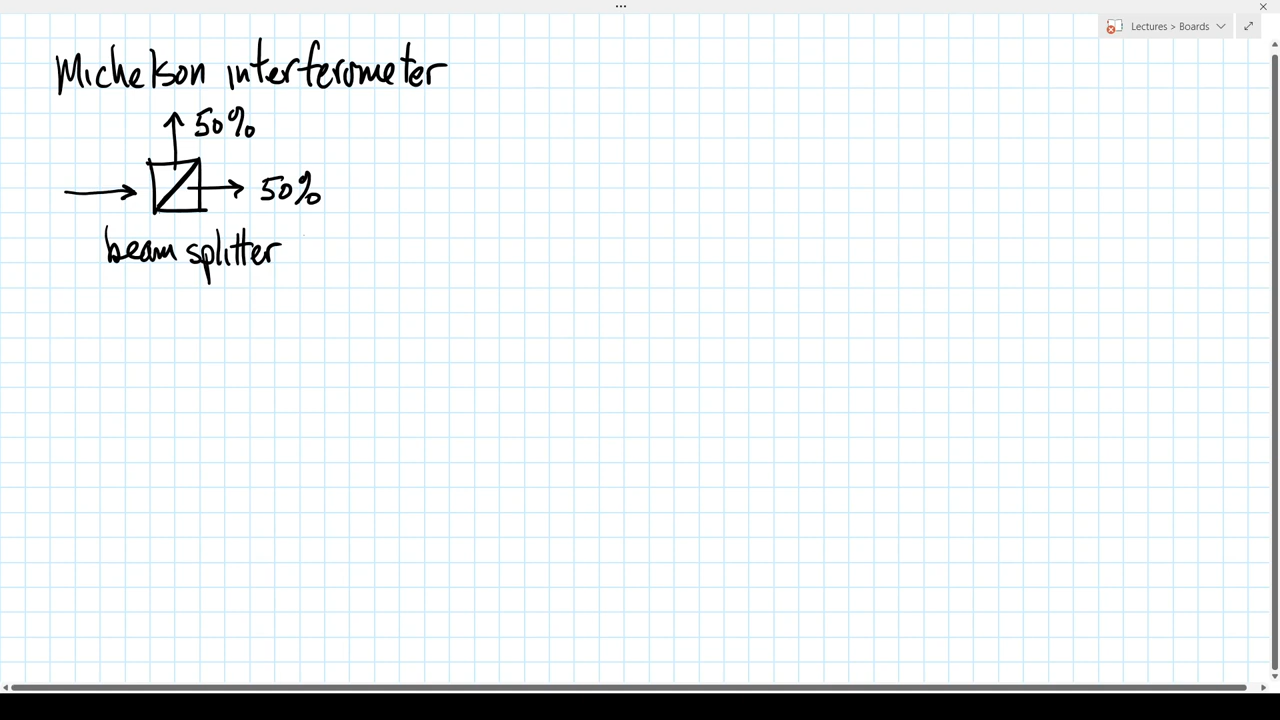 Lectures > Boards
Michelson interferometer
50%
50%
beam splitter